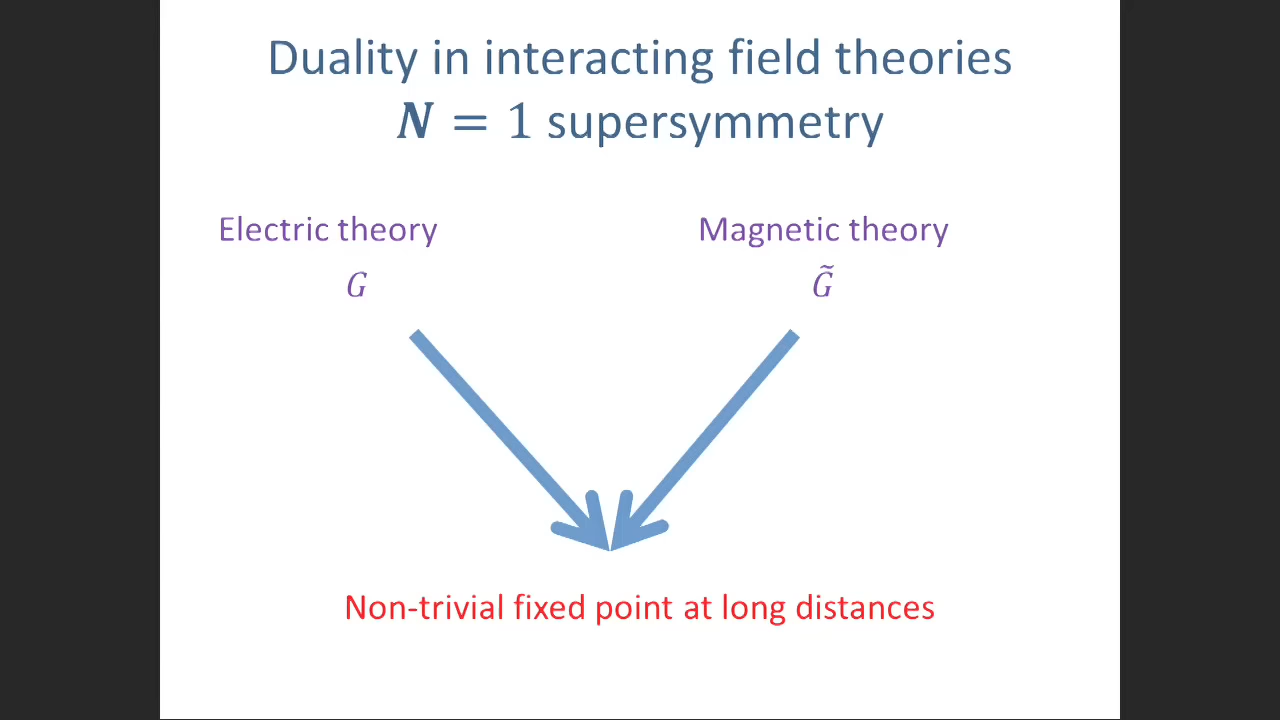 Duality in interacting field theories
N = 1 supersymmetry
Electric theory
Magnetic theory
G
G̃
Non-trivial fixed point at long distances